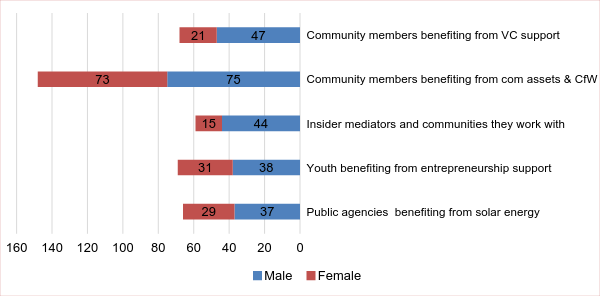 21 47 Community members benefiting from VC support
73 75 Community members benefiting from com assets & CfW
15 44 Insider mediators and communities they work with
31 38 Youth benefiting from entrepreneurship support
29 37 Public agencies  benefiting from solar energy
160 140 120 100 80 60 40 20 0
Male Female